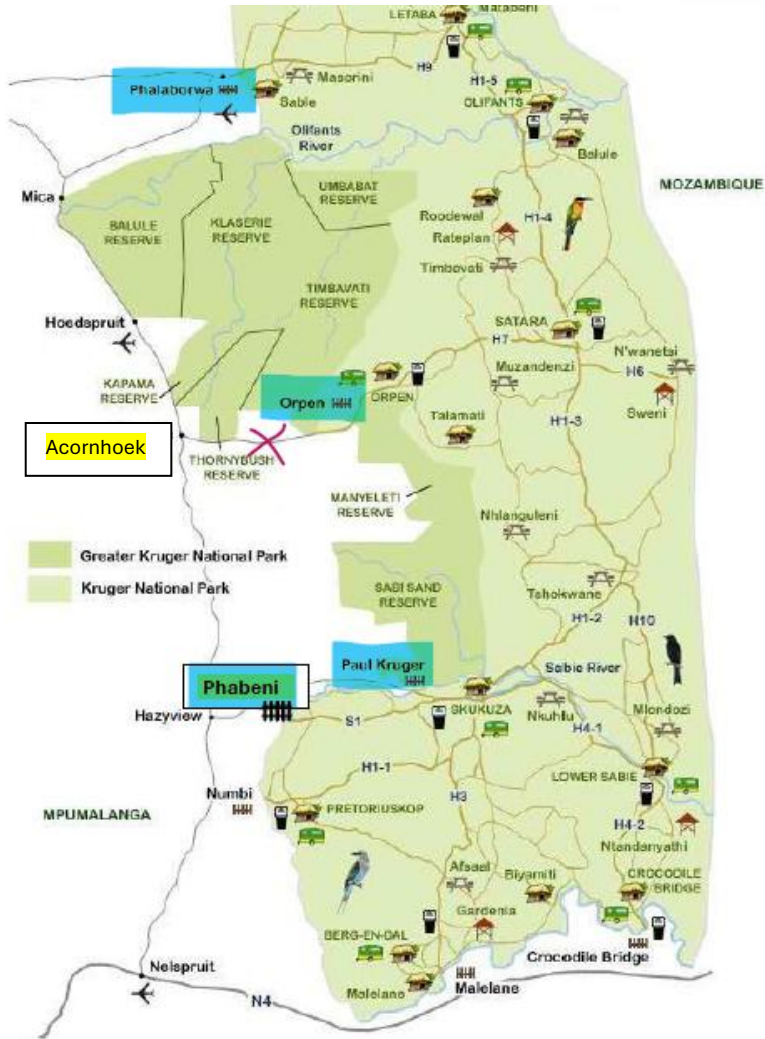 Matabeni
LETABA
H9
H1-5
Phalaborwa
Masorini
Sable
OLIFANTS
Olifants
River
Balule
MOZAMBIQUE
Mica
UMBABAT
RESERVE
BALULE
RESERVE
KLASERIE
RESERVE
Roodewal
H1-4
Rateplan
Timbavati
TIMBAVATI
RESERVE
Hoedspruit
SATARA
H7
N'wanetsi
Muzandenzi
H6
KAPAMA
RESERVE
Orpen
ORPEN
Sweni
Talamati
H1-3
Acornhoek
THORNYBUSH
RESERVE
MANYELETI
RESERVE
Nhlanguleni
Greater Kruger National Park
Kruger National Park
SABI SAND
RESERVE
Tshokwane
H1-2
H10
Paul Kruger
Sabie River
Phabeni
Hazyview
S1
SKUKUZA
Nkuhlu
H4-1
Mlondozi
H1-1
LOWER SABIE
Numbi
H3
MPUMALANGA
PRETORIUSKOP
H4-2
Ntandanyathi
Afsaal
Biyamiti
CROCODILE
BRIDGE
Gardenia
BERG-EN-DAL
Crocodile Bridge
Nelspruit
Malelane
Malelane
N4